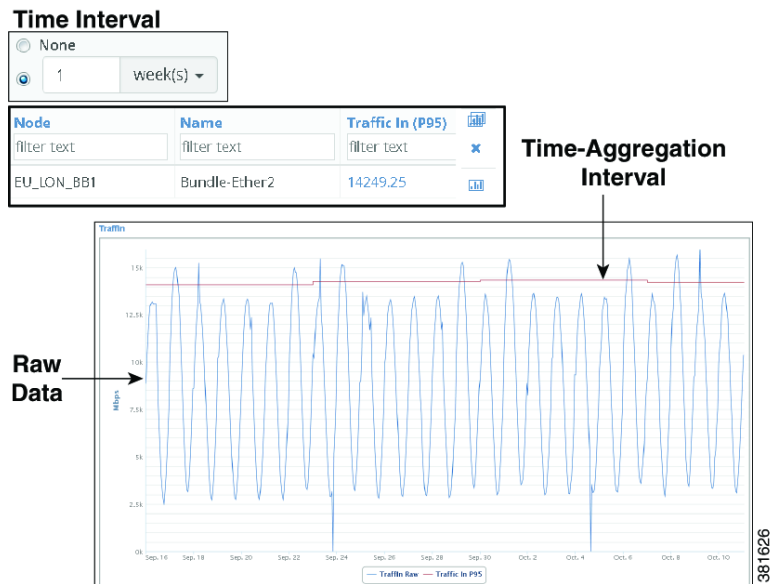 Time Interval
None
1 week(s)
Node Name Traffic In (P95)
filter text filter text filter text
EU_LON_BB1 Bundle-Ether2 14249.25
Time-Aggregation
Interval
TraffIn
15k
12.5k
Raw
Data
10k
Mbps
7.5k
5k
2.5k
0k
Sep. 16 Sep. 18 Sep. 20 Sep. 22 Sep. 24 Sep. 26 Sep. 28 Sep. 30 Oct. 2 Oct. 4 Oct. 6 Oct. 8 Oct. 10
TraffIn Raw Traffic In P95
381626